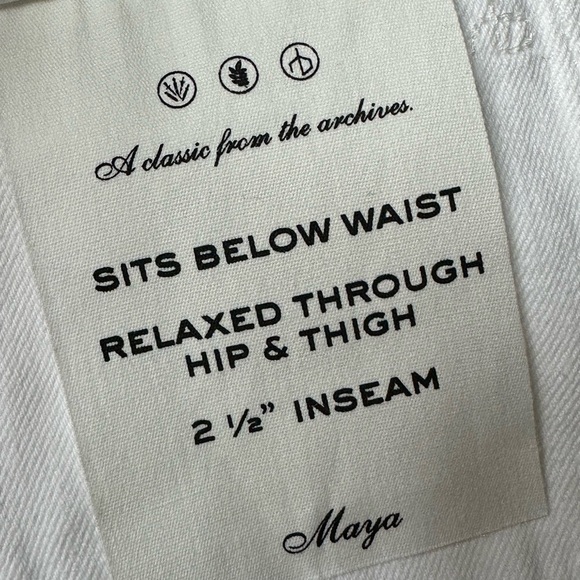 A classic from the archives.
SITS BELOW WAIST
RELAXED THROUGH
HIP & THIGH
2 ½” INSEAM
Maya